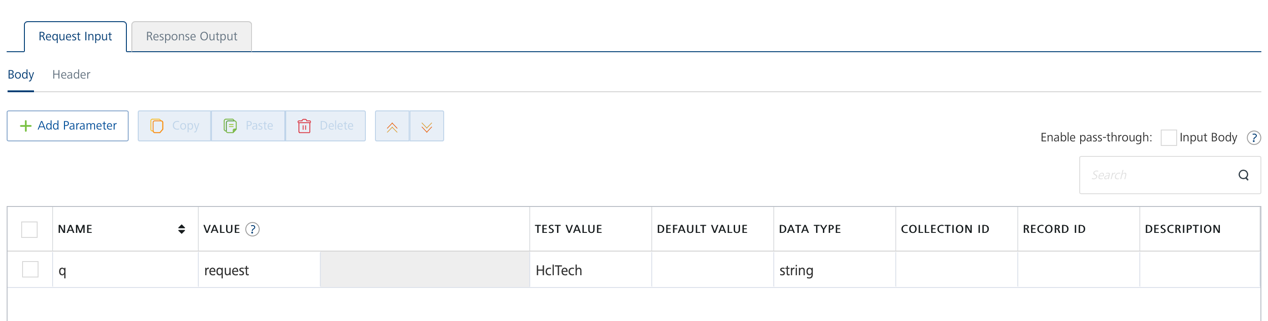 Request Input Response Output
Body Header
Add Parameter Copy Paste Delete
Enable pass-through: Input Body ?
Search
NAME VALUE ? TEST VALUE DEFAULT VALUE DATA TYPE COLLECTION ID RECORD ID DESCRIPTION
q request HclTech string